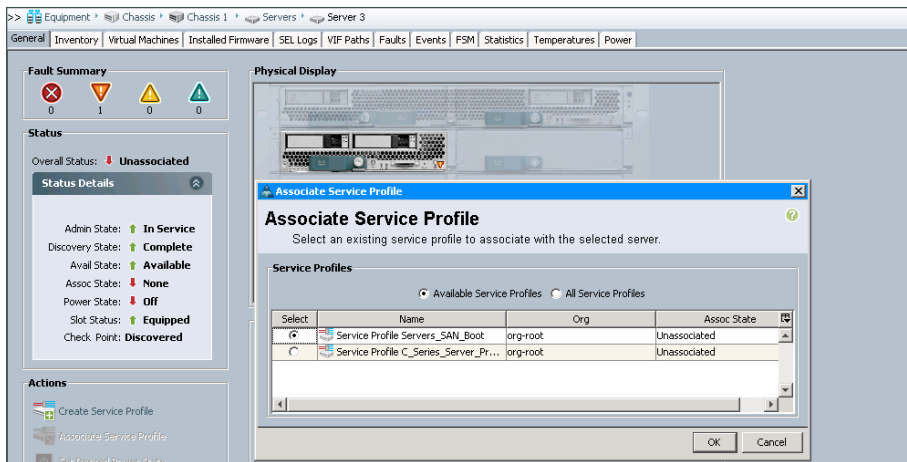 >> Equipment Chassis Chassis 1 Servers Server 3
General Inventory Virtual Machines Installed Firmware SEL Logs VIF Paths Faults Events FSM Statistics Temperatures Power
Fault Summary
0 1 0 0
Status
Overall Status: Unassociated
Status Details
Admin State: In Service
Discovery State: Complete
Avail State: Available
Assoc State: None
Power State: Off
Slot Status: Equipped
Check Point: Discovered
Actions
Create Service Profile
Associate Service Profile
Physical Display
Associate Service Profile
Associate Service Profile
Select an existing service profile to associate with the selected server.
Service Profiles
Available Service Profiles All Service Profiles
Select Name Org Assoc State
Service Profile Servers_SAN_Boot org-root Unassociated
Service Profile C_Series_Server_Pr... org-root Unassociated
OK Cancel